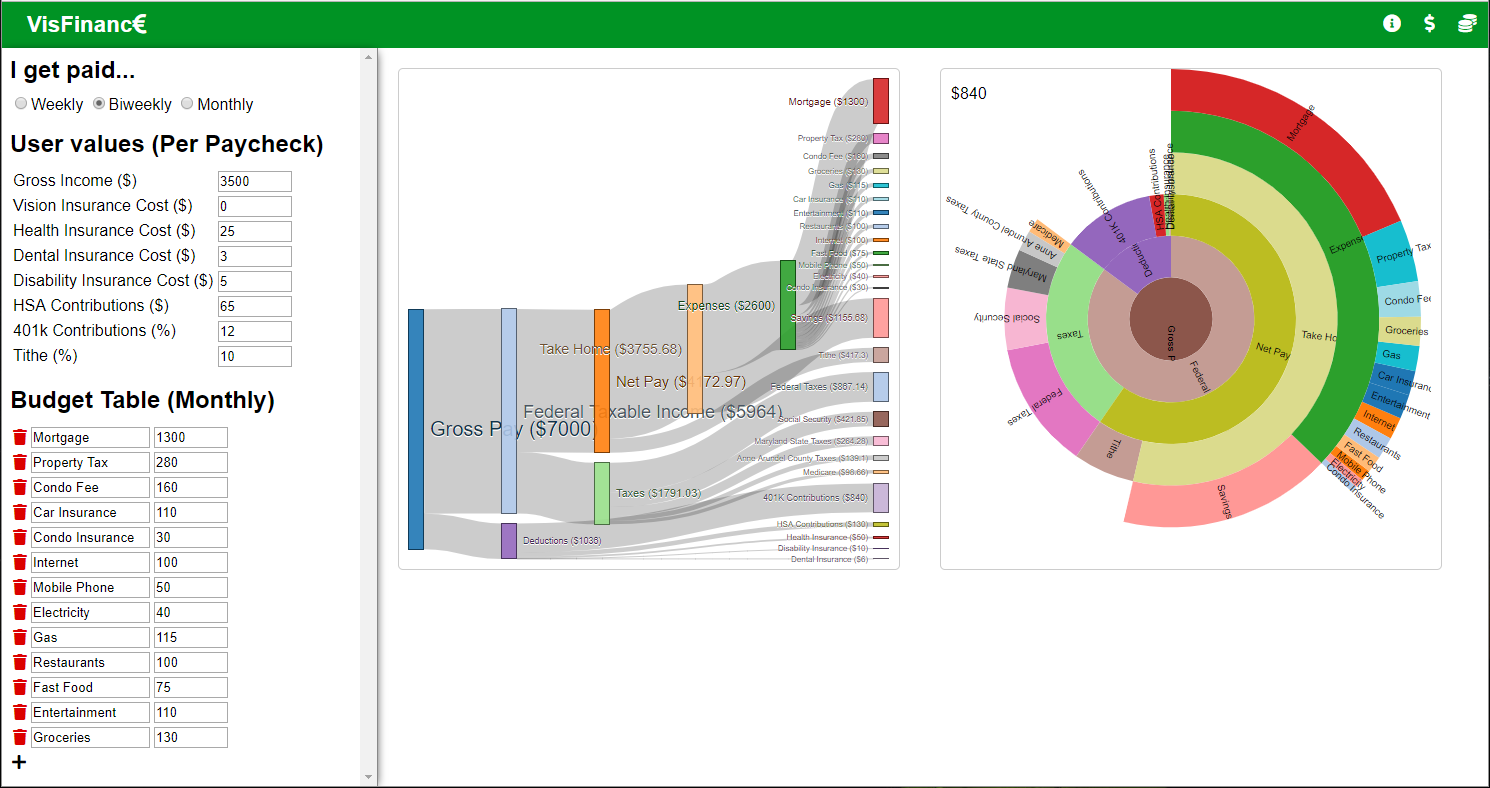 VisFinanc€
I get paid...
Weekly Biweekly Monthly
User values (Per Paycheck)
Gross Income ($) 3500
Vision Insurance Cost ($) 0
Health Insurance Cost ($) 25
Dental Insurance Cost ($) 3
Disability Insurance Cost ($) 5
HSA Contributions ($) 65
401k Contributions (%) 12
Tithe (%) 10
Budget Table (Monthly)
Mortgage 1300
Property Tax 280
Condo Fee 160
Car Insurance 110
Condo Insurance 30
Internet 100
Mobile Phone 50
Electricity 40
Gas 115
Restaurants 100
Fast Food 75
Entertainment 110
Groceries 130
+
Mortgage ($1300)
Property Tax ($280)
Condo Fee ($160)
Groceries ($130)
Gas ($115)
Car Insurance ($110)
Entertainment ($110)
Restaurants ($100)
Internet ($100)
Fast Food ($75)
Mobile Phone ($50)
Electricity ($40)
Condo Insurance ($30)
Expenses ($2600)
Savings ($1155.68)
Take Home ($3755.68)
Tithe ($417.3)
Net Pay ($4172.97)
Federal Taxes ($887.14)
Federal Taxable Income ($5964)
Gross Pay ($7000)
Social Security ($421.85)
Maryland State Taxes ($264.28)
Anne Arundel County Taxes ($139.1)
Medicare ($98.66)
Taxes ($1791.03)
401K Contributions ($840)
HSA Contributions ($130)
Health Insurance ($50)
Deductions ($1036)
Disability Insurance ($10)
Dental Insurance ($6)
$840
Mortgage
Expens
Property Tax
Condo Fe
Groceries
Gas
Car Insuranc
Entertainment
Internet
Restaurants
Fast Food
Mobile Phone
Electricity
Condo Insurance
Take Ho
Net Pay
Federal
Gross P
Savings
Tithe
Taxes
Federal Taxes
Social Security
Maryland State Taxes
Anne Arundel County Taxes
Medicare
Deducti
401K Contributions
HSA Contributions